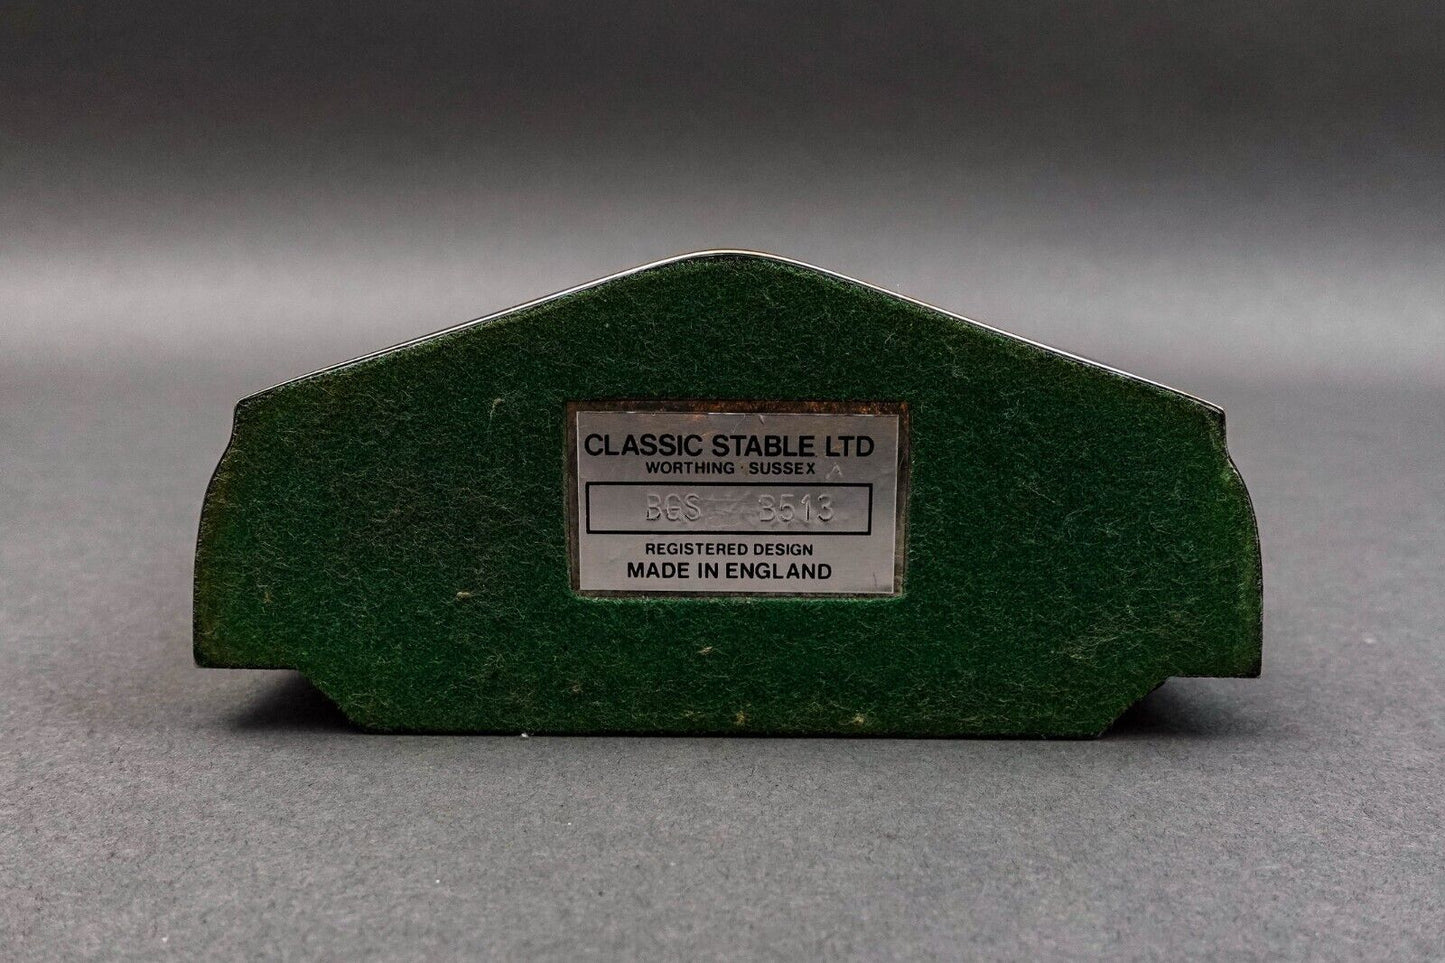 CLASSIC STABLE LTD
WORTHING · SUSSEX
BGS B513
REGISTERED DESIGN
MADE IN ENGLAND